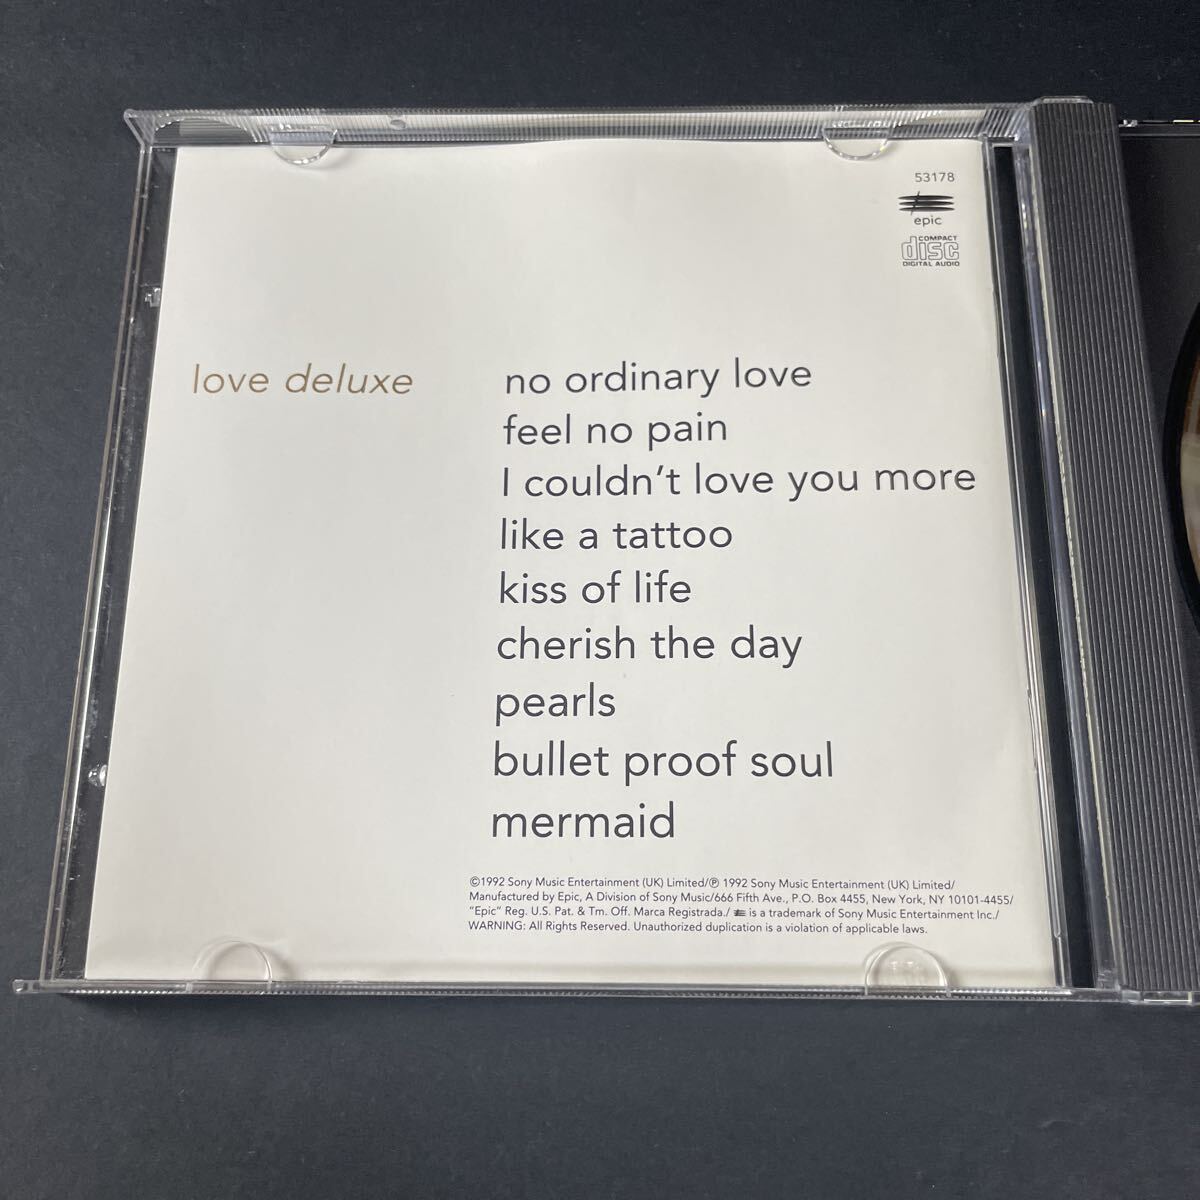 53178
epic
COMPACT
disc
DIGITAL AUDIO
love deluxe
no ordinary love
feel no pain
I couldn't love you more
like a tattoo
kiss of life
cherish the day
pearls
bullet proof soul
mermaid
©1992 Sony Music Entertainment (UK) Limited/℗ 1992 Sony Music Entertainment (UK) Limited/
Manufactured by Epic, A Division of Sony Music/666 Fifth Ave., P.O. Box 4455, New York, NY 10101-4455/
“Epic” Reg. U.S. Pat. & Tm. Off. Marca Registrada./ is a trademark of Sony Music Entertainment Inc./
WARNING: All Rights Reserved. Unauthorized duplication is a violation of applicable laws.